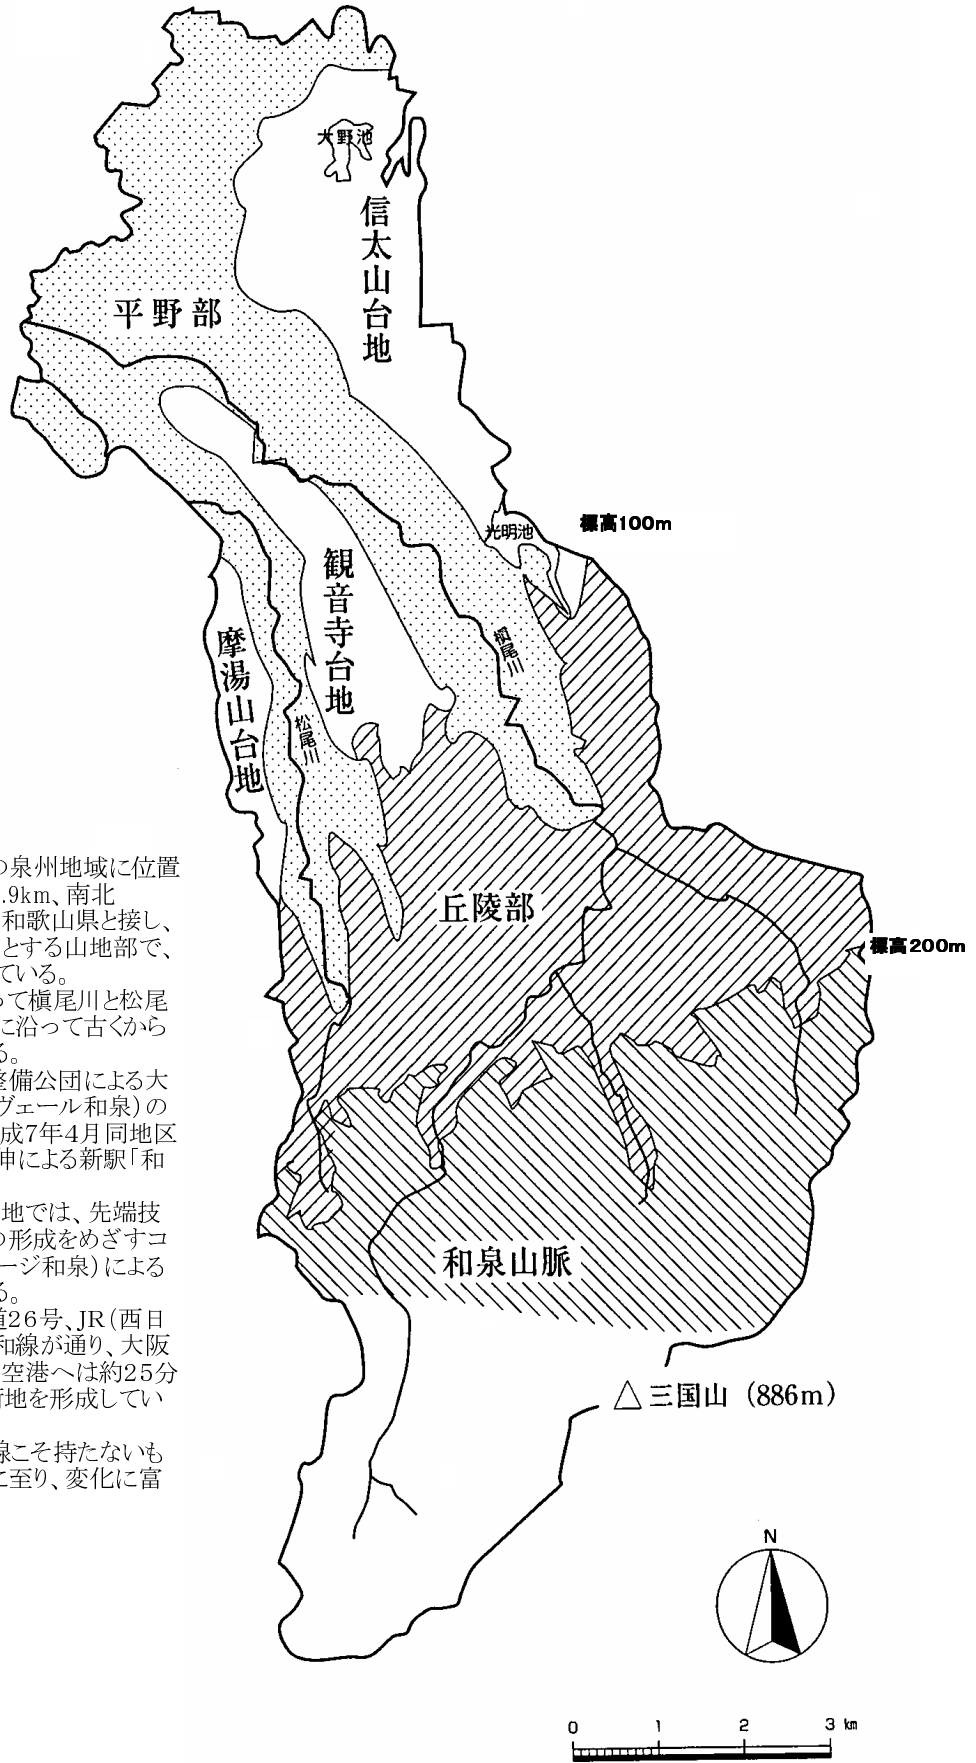 大野池
信太山台地
平野部
標高100m
光明池
観音寺台地
槇尾川
摩湯山台地
松尾川
の泉州地域に位置
.9km、南北
和歌山県と接し、
とする山地部で、
ている。
って槇尾川と松尾
に沿って古くから
る。
整備公団による大
ヴェール和泉)の
成7年4月同地区
伸による新駅「和
地では、先端技
の形成をめざすコ
ージ和泉)による
る。
道26号、JR(西日
和線が通り、大阪
空港へは約25分
街地を形成してい
線こそ持たないも
に至り、変化に富
丘陵部
標高200m
和泉山脈
△三国山(886m)
N
0 1 2 3 km